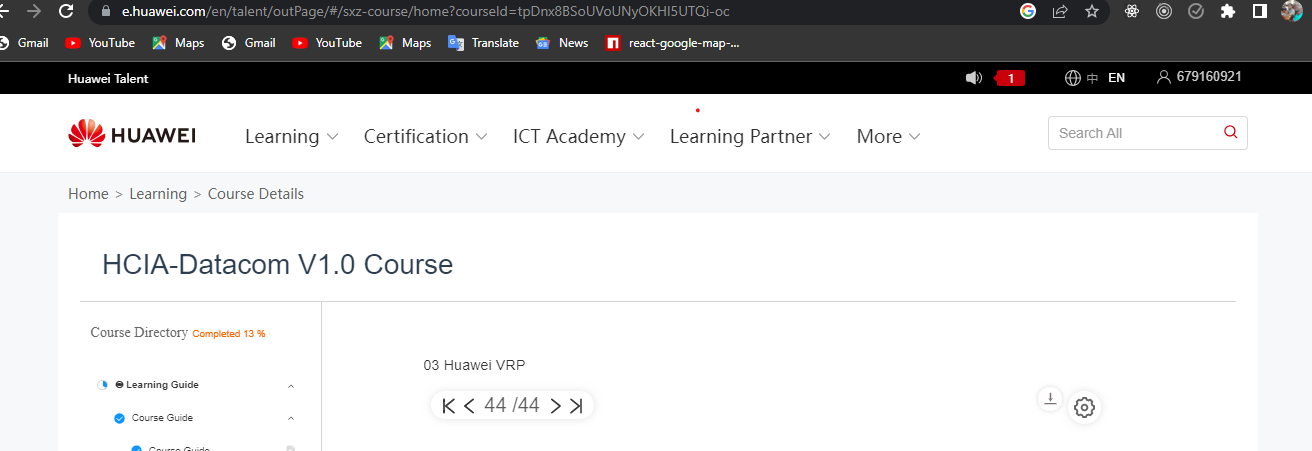 e.huawei.com/en/talent/outPage/#/sxz-course/home?courseId=tpDnx8BSoUVoUNyOKHI5UTQi-oc
Gmail YouTube Maps Gmail YouTube Maps Translate News react-google-map-...
Huawei Talent 1 中 EN 679160921
HUAWEI Learning Certification ICT Academy Learning Partner More Search All
Home > Learning > Course Details
HCIA-Datacom V1.0 Course
Course Directory Completed 13 %
03 Huawei VRP
Learning Guide
44 /44
Course Guide
Course Guide